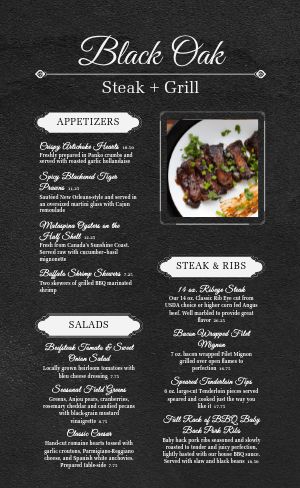 Black Oak
Steak + Grill
APPETIZERS
Crispy Artichoke Hearts 10.50
Freshly prepared in Panko crumbs and
served with roasted garlic hollandaise
Spicy Blackened Tiger
Prawns 11.25
Sautéed New Orleans-style and served in
an oversized martini glass with Cajun
remoulade
Malaspina Oysters on the
Half Shell 12.25
Fresh from Canada's Sunshine Coast.
Served raw with cucumber-basil
mignonette
Buffalo Shrimp Skewers 7.25
Two skewers of grilled BBQ marinated
shrimp
SALADS
Beefsteak Tomato & Sweet
Onion Salad
Locally grown heirloom tomatoes with
bleu cheese dressing 7.75
Seasonal Field Greens
Greens, Anjou pears, cranberries,
rosemary cheddar and candied pecans
with black-grain mustard
vinaigrette 8.75
Classic Caesar
Hand-cut romaine hearts tossed with
garlic croutons, Parmigiano-Reggiano
cheese, and Spanish white anchovies.
Prepared table-side 7.75
STEAK & RIBS
14 oz. Ribeye Steak
Our 14 oz. Classic Rib Eye cut from
USDA choice or higher corn fed Angus
beef. Well marbled to provide great
flavor 26.25
Bacon Wrapped Filet
Mignon
7 oz. bacon wrapped Filet Mignon
grilled over open flames to
perfection
Speared Tenderloin Tips
6 oz. large-cut Tenderloin pieces served
speared and cooked just the way you
like it 17.75
Full Rack of BBQ Baby
Back Pork Ribs
Baby back pork ribs seasoned and slowly
roasted to tender and juicy perfection,
lightly basted with our house BBQ sauce.
Served with slaw and black beans